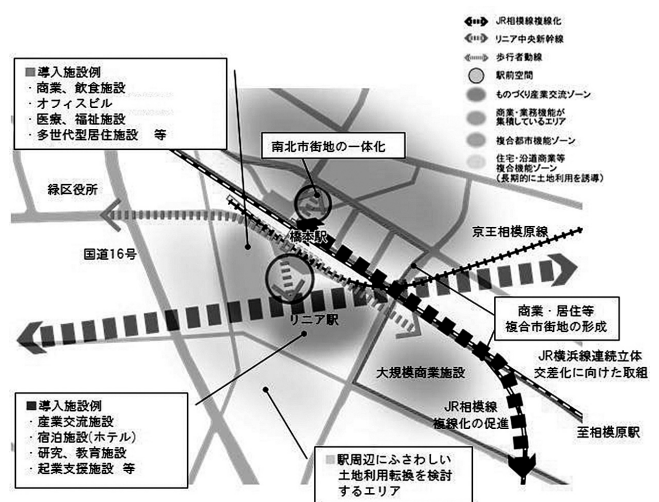 JR相模線複線化
リニア中央新幹線
歩行者動線
駅前空間
ものづくり産業交流ゾーン
商業・業務機能が
集積しているエリア
複合都市機能ゾーン
住宅・沿道商業等
複合機能ゾーン
(長期的に土地利用を誘導)
■導入施設例
・商業、飲食施設
・オフィスビル
・医療、福祉施設
・多世代型居住施設 等
南北市街地の一体化
緑区役所
橋本駅
京王相模原線
国道16号
リニア駅
商業・居住等
複合市街地の形成
JR横浜線連続立体
交差化に向けた取組
大規模商業施設
JR相模線
複線化の促進
至相模原駅
■導入施設例
・産業交流施設
・宿泊施設(ホテル)
・研究、教育施設
・起業支援施設 等
■駅周辺にふさわしい
土地利用転換を検討
するエリア